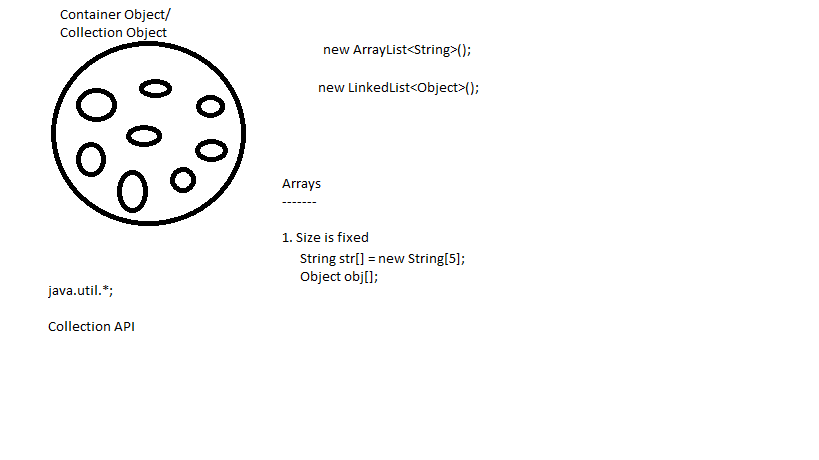 Container Object/
Collection Object
new ArrayList<String>();
new LinkedList<Object>();
Arrays
-------
1. Size is fixed
String str[] = new String[5];
Object obj[];
java.util.*;
Collection API